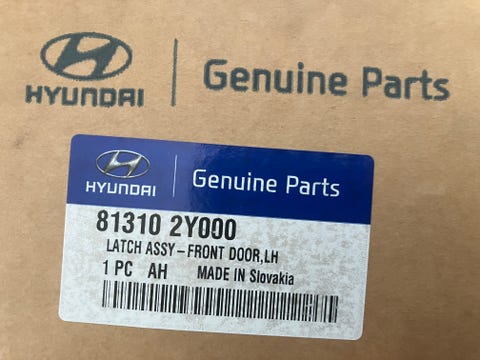 HYUNDAI | Genuine Parts
HYUNDAI | Genuine Parts
81310 2Y000
LATCH ASSY-FRONT DOOR,LH
1 PC AH MADE IN Slovakia